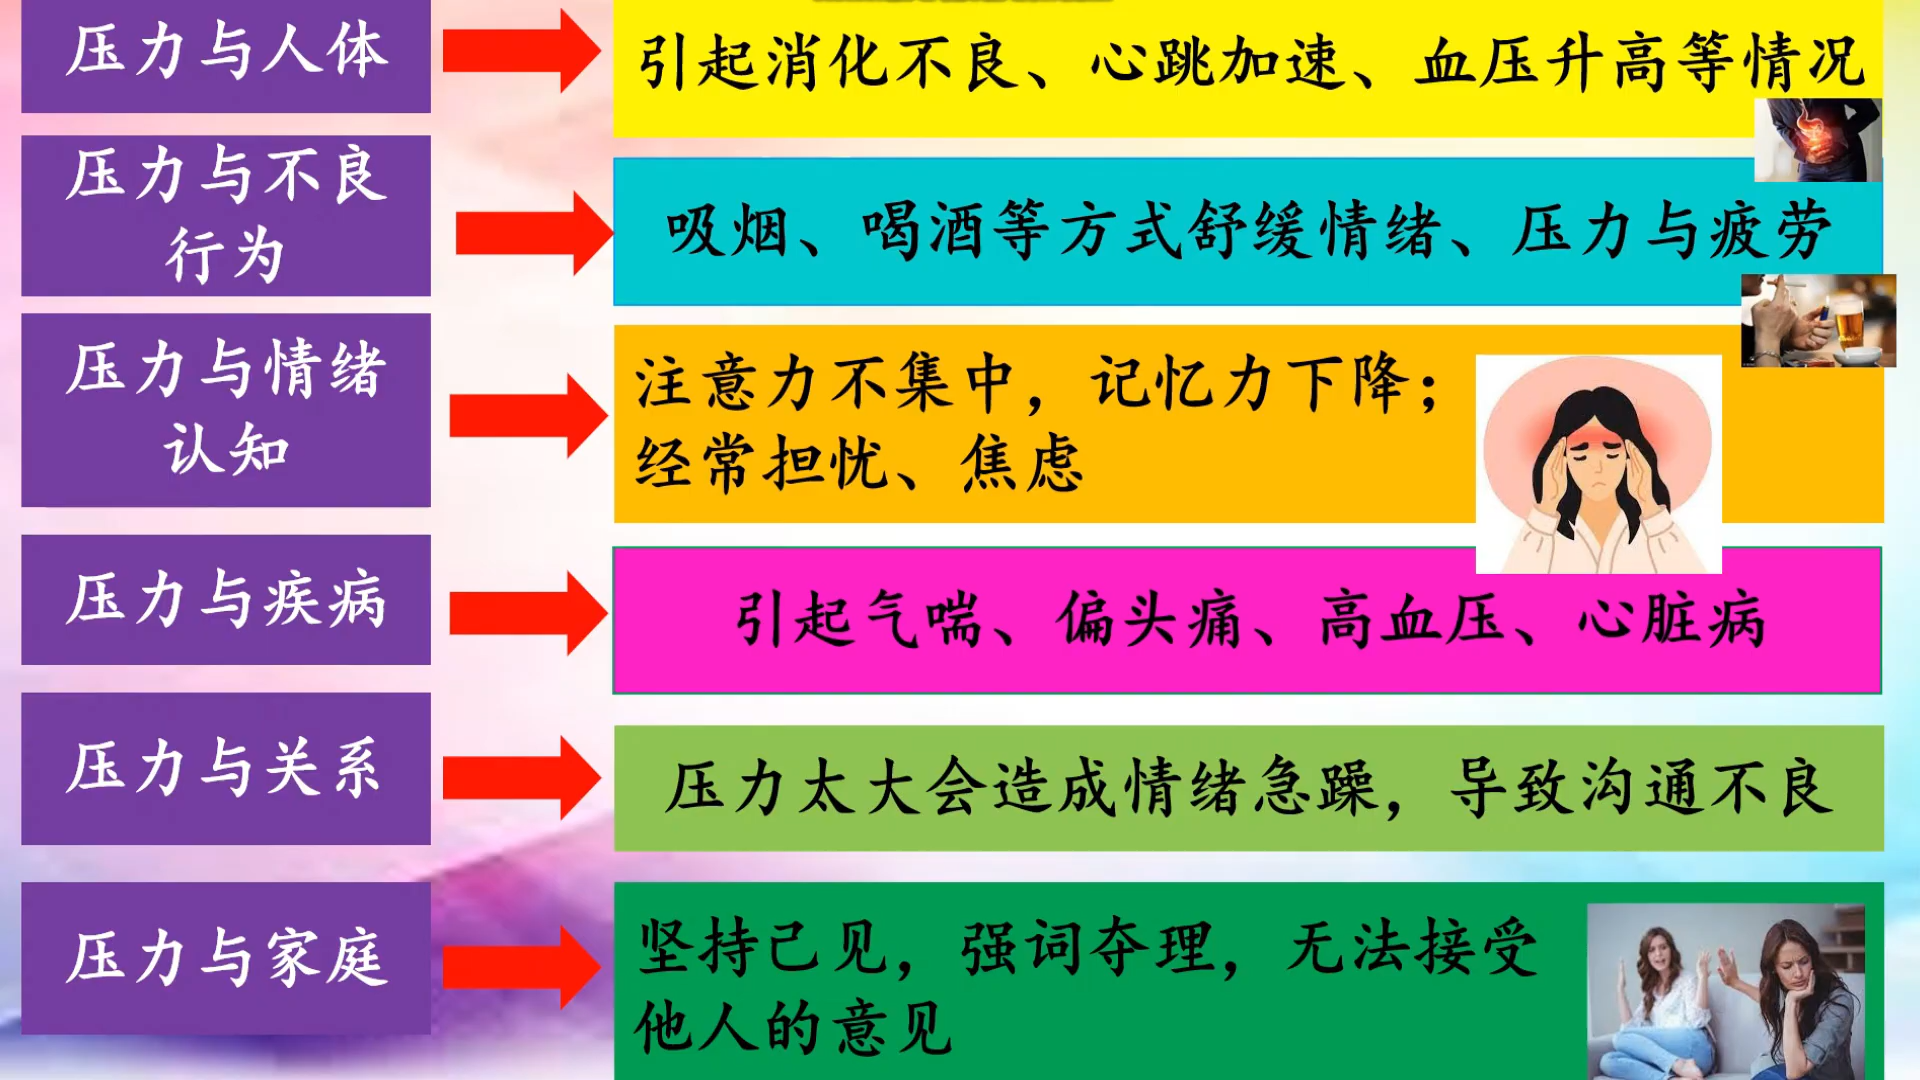 压力与人体
引起消化不良、心跳加速、血压升高等情况
压力与不良
行为
吸烟、喝酒等方式舒缓情绪、压力与疲劳
压力与情绪
认知
注意力不集中，记忆力下降；
经常担忧、焦虑
压力与疾病
引起气喘、偏头痛、高血压、心脏病
压力与关系
压力太大会造成情绪急躁，导致沟通不良
压力与家庭
坚持己见，强词夺理，无法接受
他人的意见